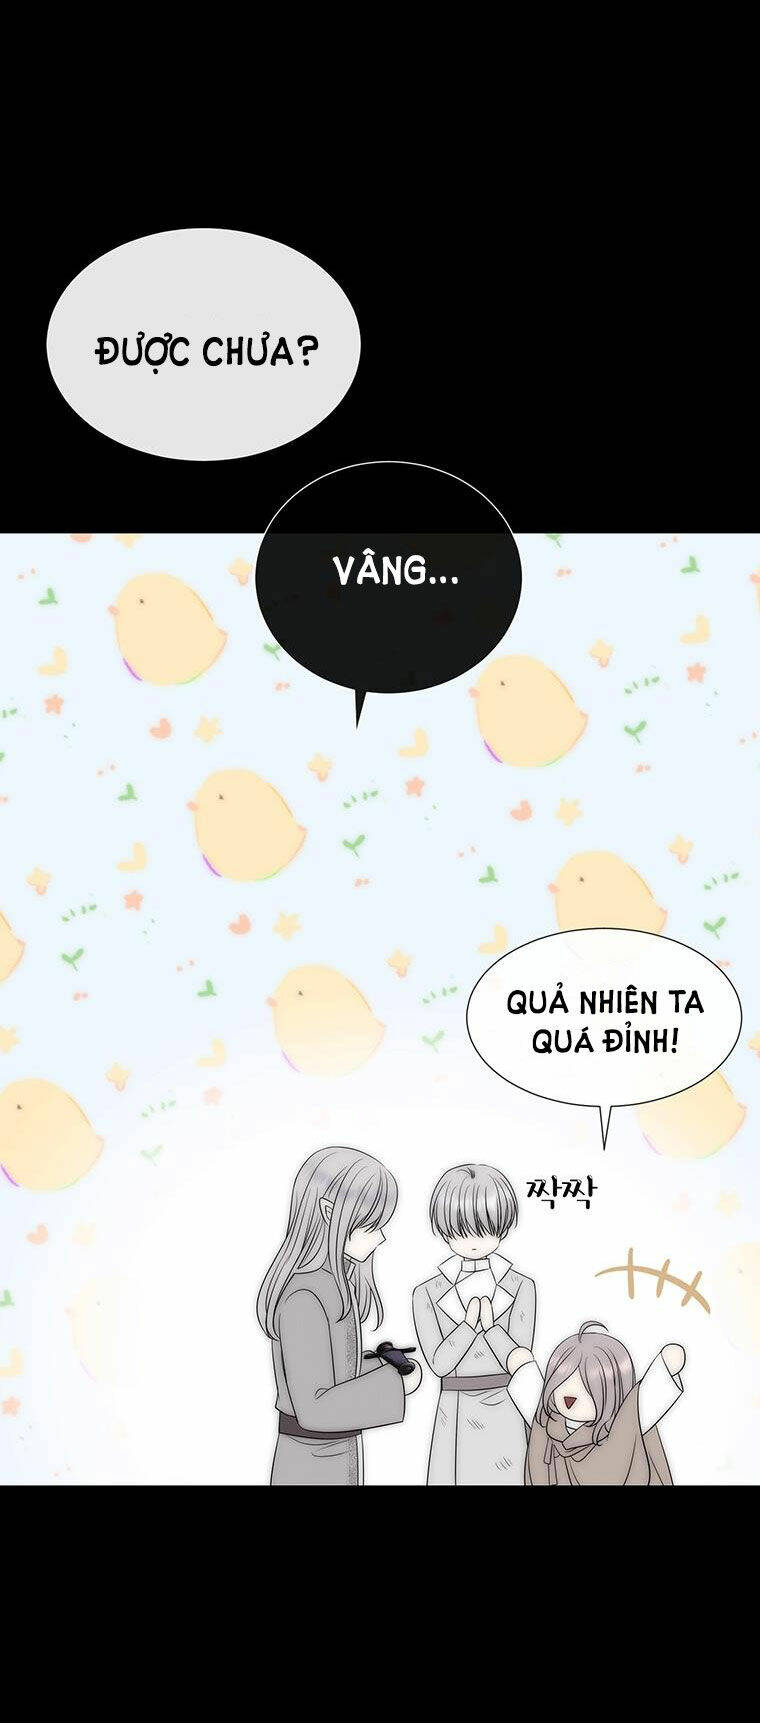 ĐƯỢC CHƯA?
VÂNG...
QUẢ NHIÊN TA
QUÁ ĐỈNH!
짝짝